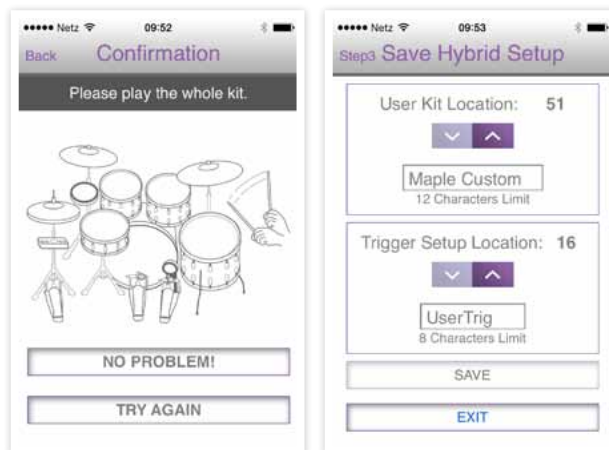 Netz 09:52
Back Confirmation
Please play the whole kit.
NO PROBLEM!
TRY AGAIN
Netz 09:53
Step3 Save Hybrid Setup
User Kit Location: 51
Maple Custom
12 Characters Limit
Trigger Setup Location: 16
UserTrig
8 Characters Limit
SAVE
EXIT